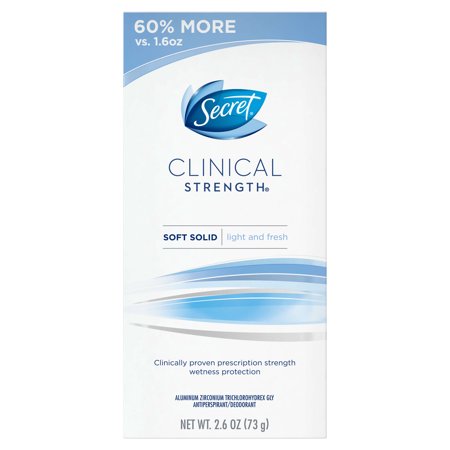 60% MORE
vs. 1.6oz
Secret®
CLINICAL
STRENGTH®
SOFT SOLID | light and fresh
Clinically proven prescription strength
wetness protection
ALUMINUM ZIRCONIUM TRICHLOROHYDREX GLY
ANTIPERSPIRANT/DEODORANT
NET WT. 2.6 OZ (73 g)